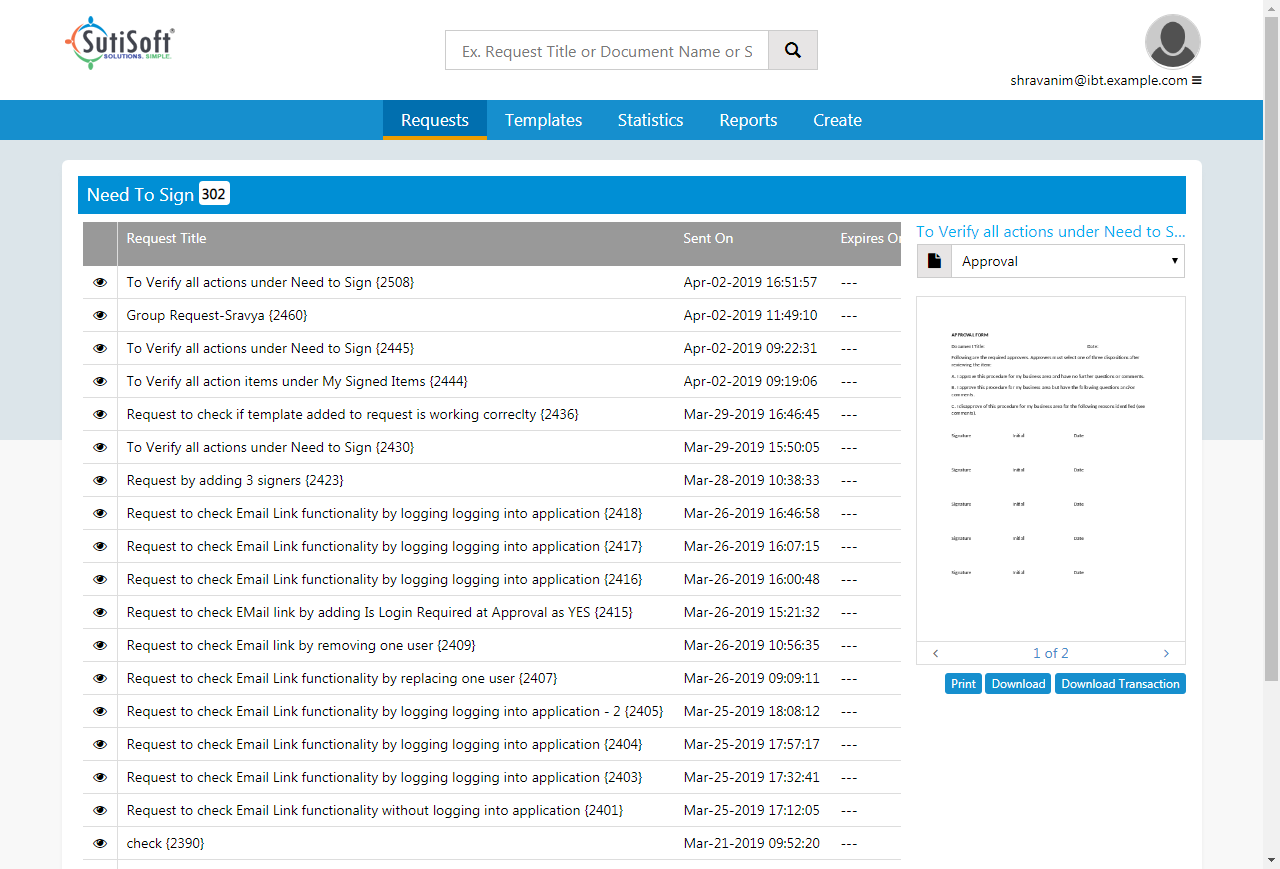 SutiSoft®
SOLUTIONS. SIMPLE.
Ex. Request Title or Document Name or S
shravanim@ibt.example.com
Requests Templates Statistics Reports Create
Need To Sign 302
Request Title Sent On Expires On
To Verify all actions under Need to Sign {2508} Apr-02-2019 16:51:57 ---
Group Request-Sravya {2460} Apr-02-2019 11:49:10 ---
To Verify all actions under Need to Sign {2445} Apr-02-2019 09:22:31 ---
To Verify all action items under My Signed Items {2444} Apr-02-2019 09:19:06 ---
Request to check if template added to request is working correclty {2436} Mar-29-2019 16:46:45 ---
To Verify all actions under Need to Sign {2430} Mar-29-2019 15:50:05 ---
Request by adding 3 signers {2423} Mar-28-2019 10:38:33 ---
Request to check Email Link functionality by logging logging into application {2418} Mar-26-2019 16:46:58 ---
Request to check Email Link functionality by logging logging into application {2417} Mar-26-2019 16:07:15 ---
Request to check Email Link functionality by logging logging into application {2416} Mar-26-2019 16:00:48 ---
Request to check EMail link by adding Is Login Required at Approval as YES {2415} Mar-26-2019 15:21:32 ---
Request to check Email link by removing one user {2409} Mar-26-2019 10:56:35 ---
Request to check Email Link functionality by replacing one user {2407} Mar-26-2019 09:09:11 ---
Request to check Email Link functionality by logging logging into application - 2 {2405} Mar-25-2019 18:08:12 ---
Request to check Email Link functionality by logging logging into application {2404} Mar-25-2019 17:57:17 ---
Request to check Email Link functionality by logging logging into application {2403} Mar-25-2019 17:32:41 ---
Request to check Email Link functionality without logging into application {2401} Mar-25-2019 17:12:05 ---
check {2390} Mar-21-2019 09:52:20 ---
To Verify all actions under Need to S...
Approval
APPROVAL FORM
Document Title: Date:
Following are the required approvers. Approvers must select one of three dispositions after
reviewing the item:
A. I approve this procedure for my business area and have no further questions or comments.
B. I approve this procedure for my business area but have the following questions and/or
comments.
C. I disapprove of this procedure for my business area for the following reasons identified (see
comments).
Signature Initial Date
Signature Initial Date
Signature Initial Date
Signature Initial Date
Signature Initial Date
1 of 2
Print Download Download Transaction